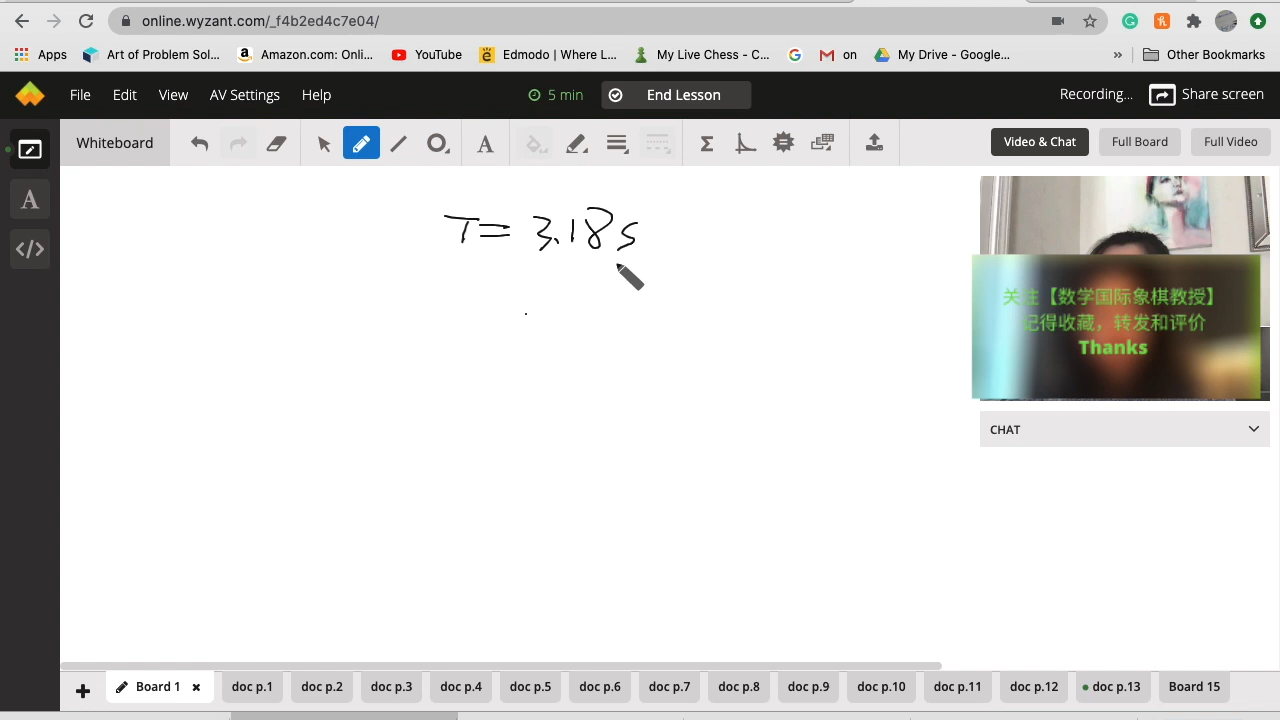 online.wyzant.com/_f4b2ed4c7e04/
Apps
Art of Problem Sol...
Amazon.com: Onli...
YouTube
Edmodo | Where L...
My Live Chess - C...
on
My Drive - Google...
»
Other Bookmarks
File Edit View AV Settings Help
5 min
End Lesson
Recording...
Share screen
Whiteboard
Video & Chat
Full Board
Full Video
T = 3.18s
关注【数学国际象棋教授】
记得收藏，转发和评价
Thanks
CHAT
Board 1
doc p.1
doc p.2
doc p.3
doc p.4
doc p.5
doc p.6
doc p.7
doc p.8
doc p.9
doc p.10
doc p.11
doc p.12
doc p.13
Board 15